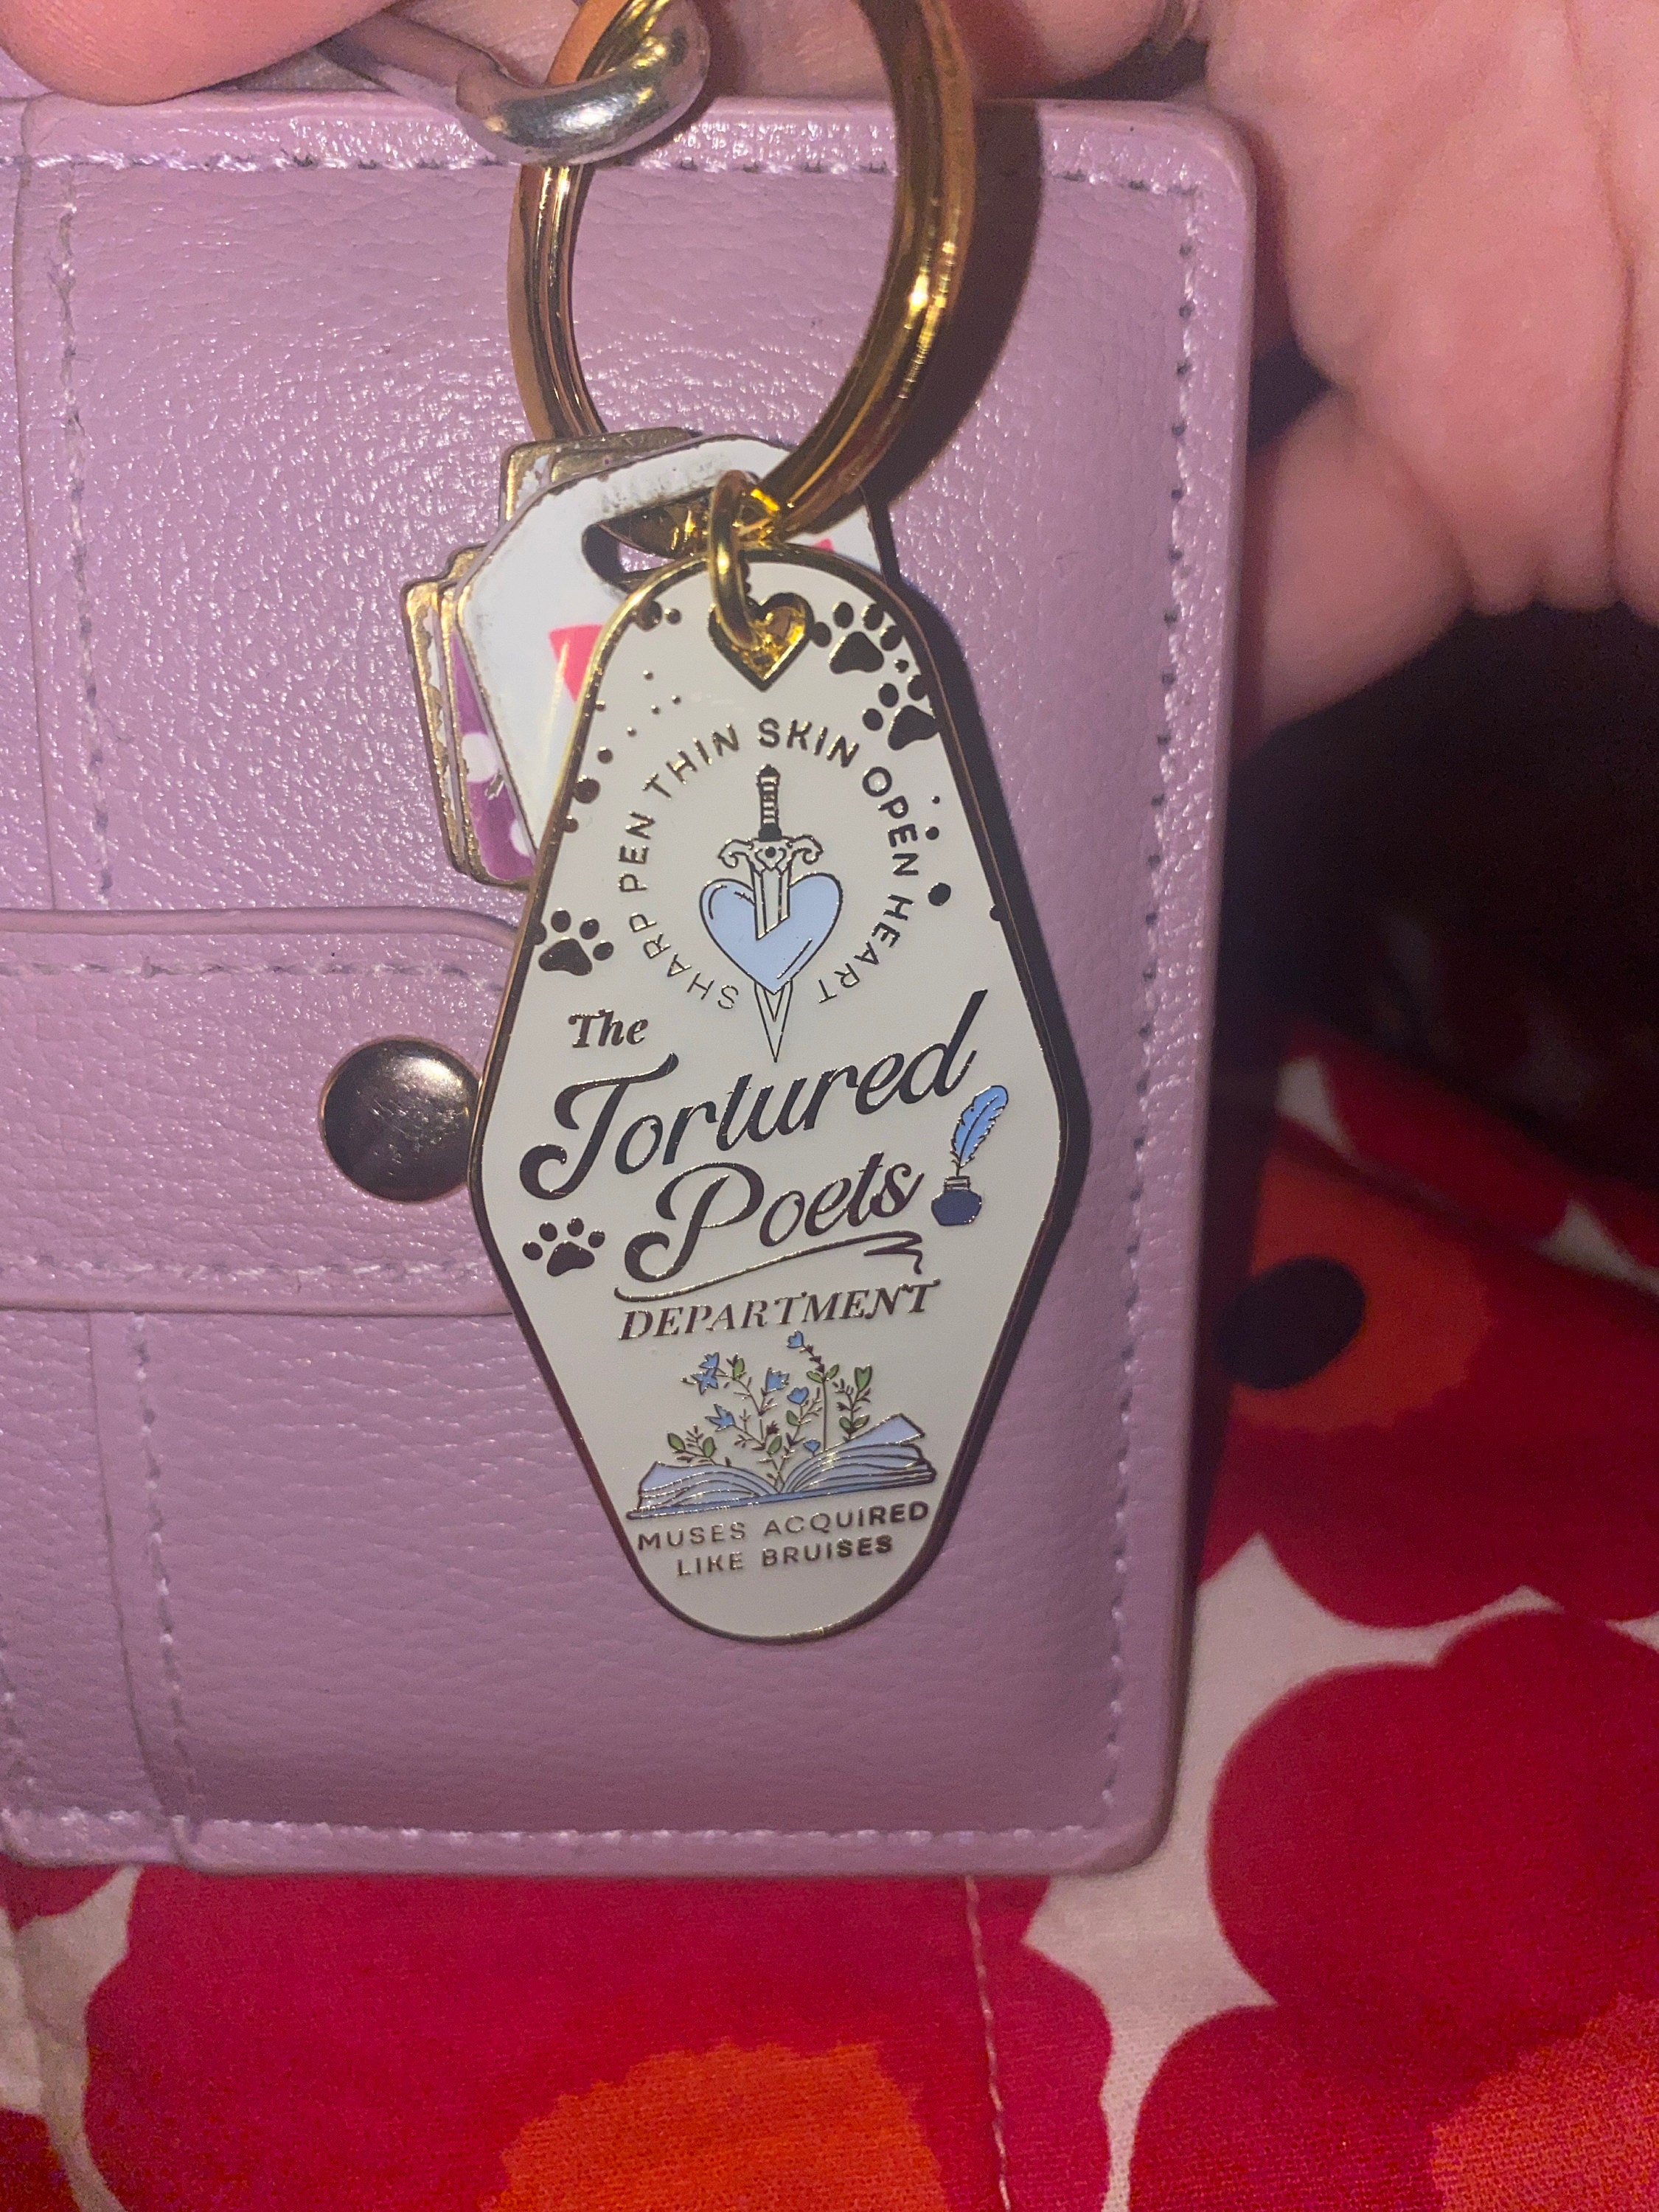 SHARP PEN THIN SKIN OPEN HEART
The
Tortured
Poets
DEPARTMENT
MUSES ACQUIRED
LIKE BRUISES